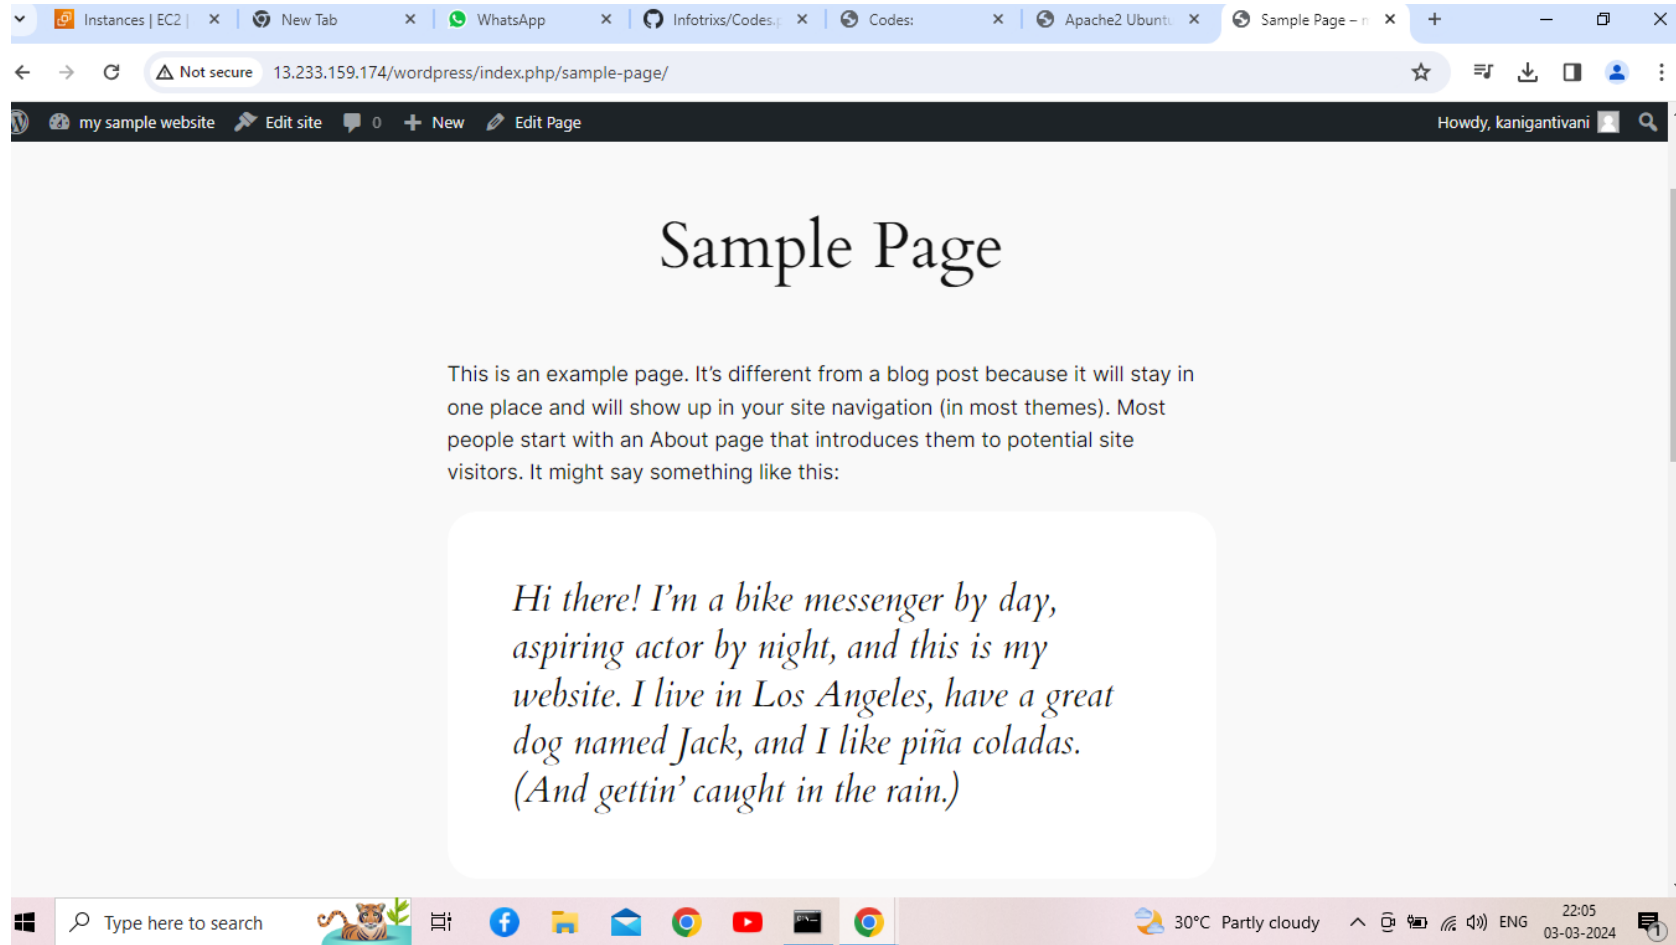 Instances | EC2 |
New Tab
WhatsApp
Infotrixs/Codes.p
Codes:
Apache2 Ubuntu
Sample Page – m
Not secure 13.233.159.174/wordpress/index.php/sample-page/
my sample website Edit site 0 New Edit Page Howdy, kanigantivani
Sample Page
This is an example page. It’s different from a blog post because it will stay in
one place and will show up in your site navigation (in most themes). Most
people start with an About page that introduces them to potential site
visitors. It might say something like this:
Hi there! I’m a bike messenger by day,
aspiring actor by night, and this is my
website. I live in Los Angeles, have a great
dog named Jack, and I like piña coladas.
(And gettin’ caught in the rain.)
Type here to search
30°C Partly cloudy
ENG
22:05
03-03-2024
1